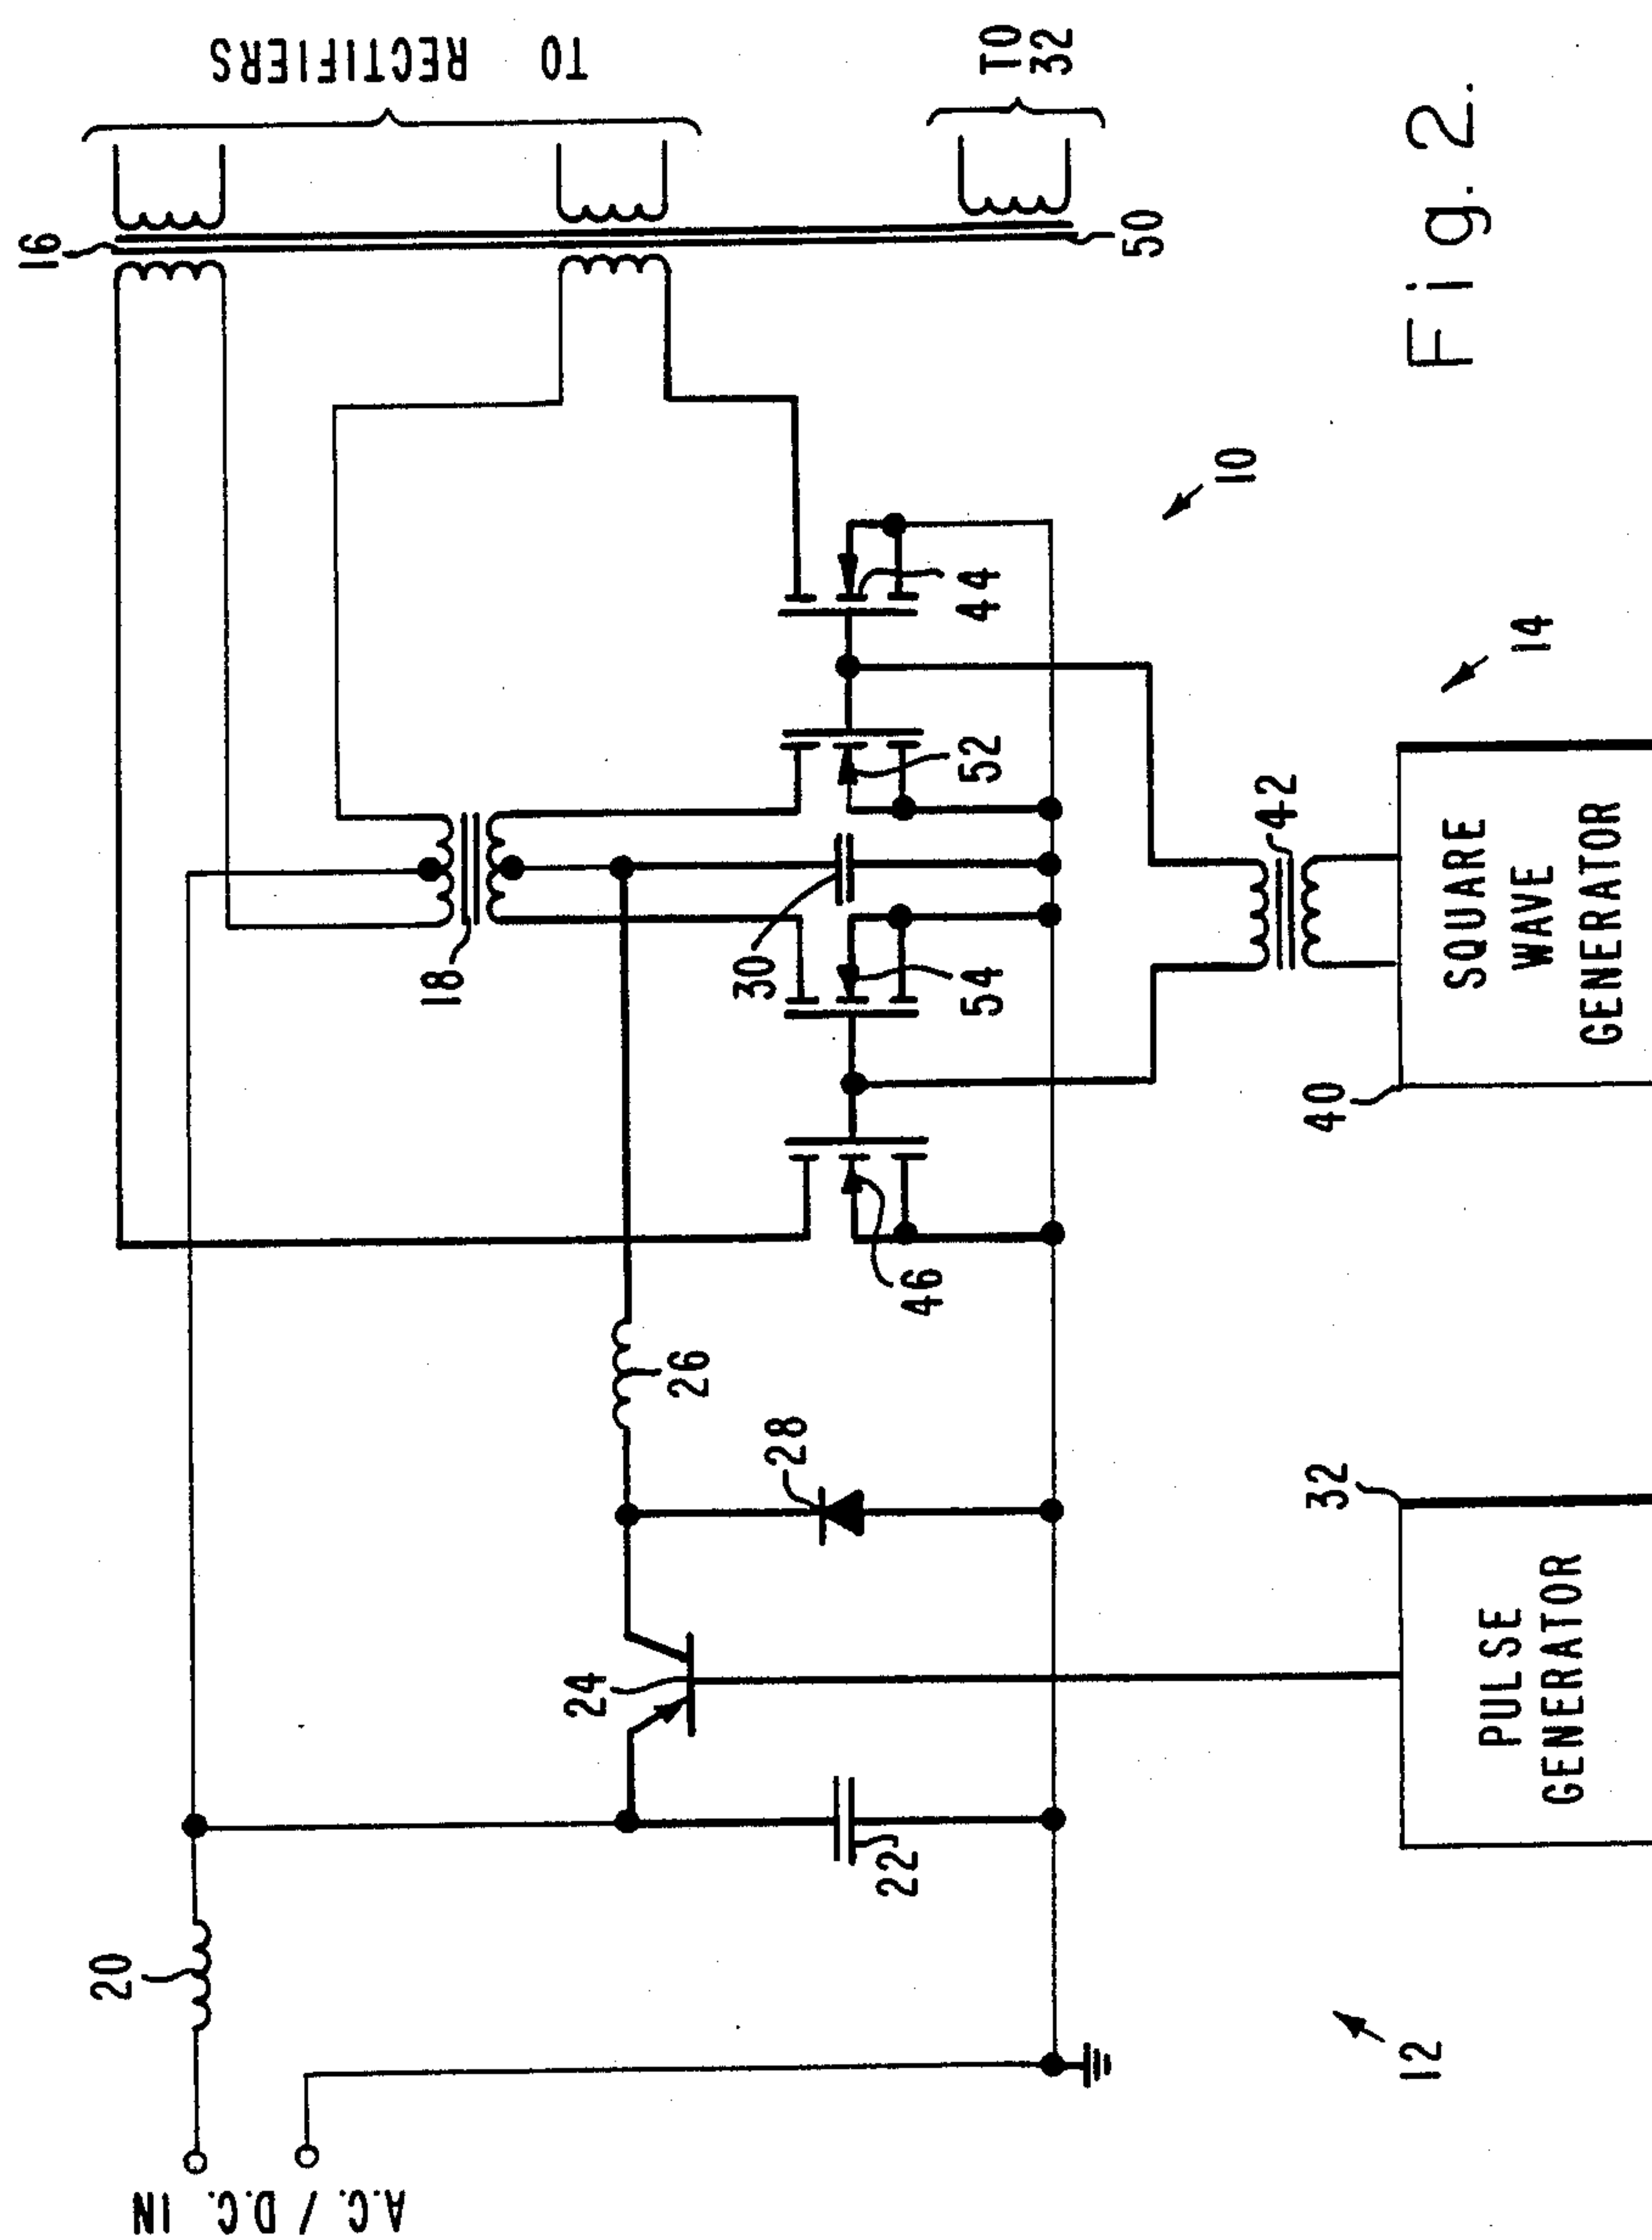 A.C. / D.C. IN
20
22
24
26
28
30
18
16
TO RECTIFIERS
TO
32
50
46
54
52
44
10
12
14
32
PULSE
GENERATOR
40
42
SQUARE
WAVE
GENERATOR
Fig. 2.